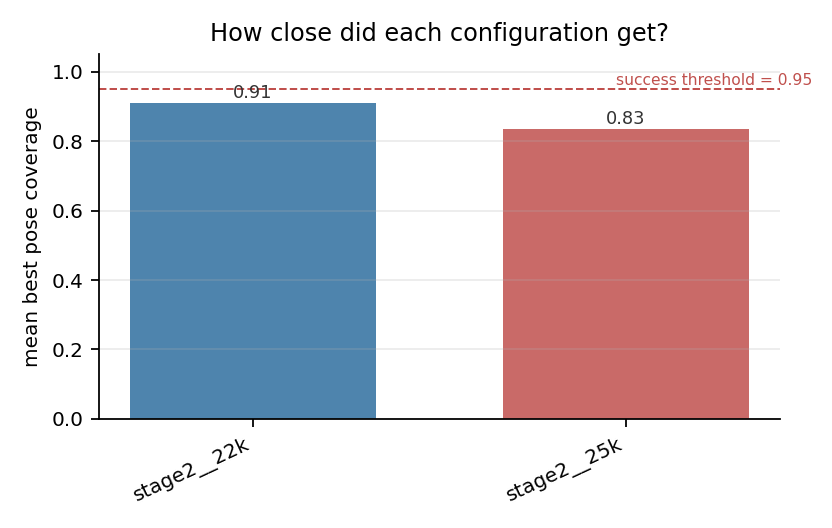 How close did each configuration get?
mean best pose coverage
1.0
0.8
0.6
0.4
0.2
0.0
success threshold = 0.95
0.91
0.83
stage2__22k
stage2__25k